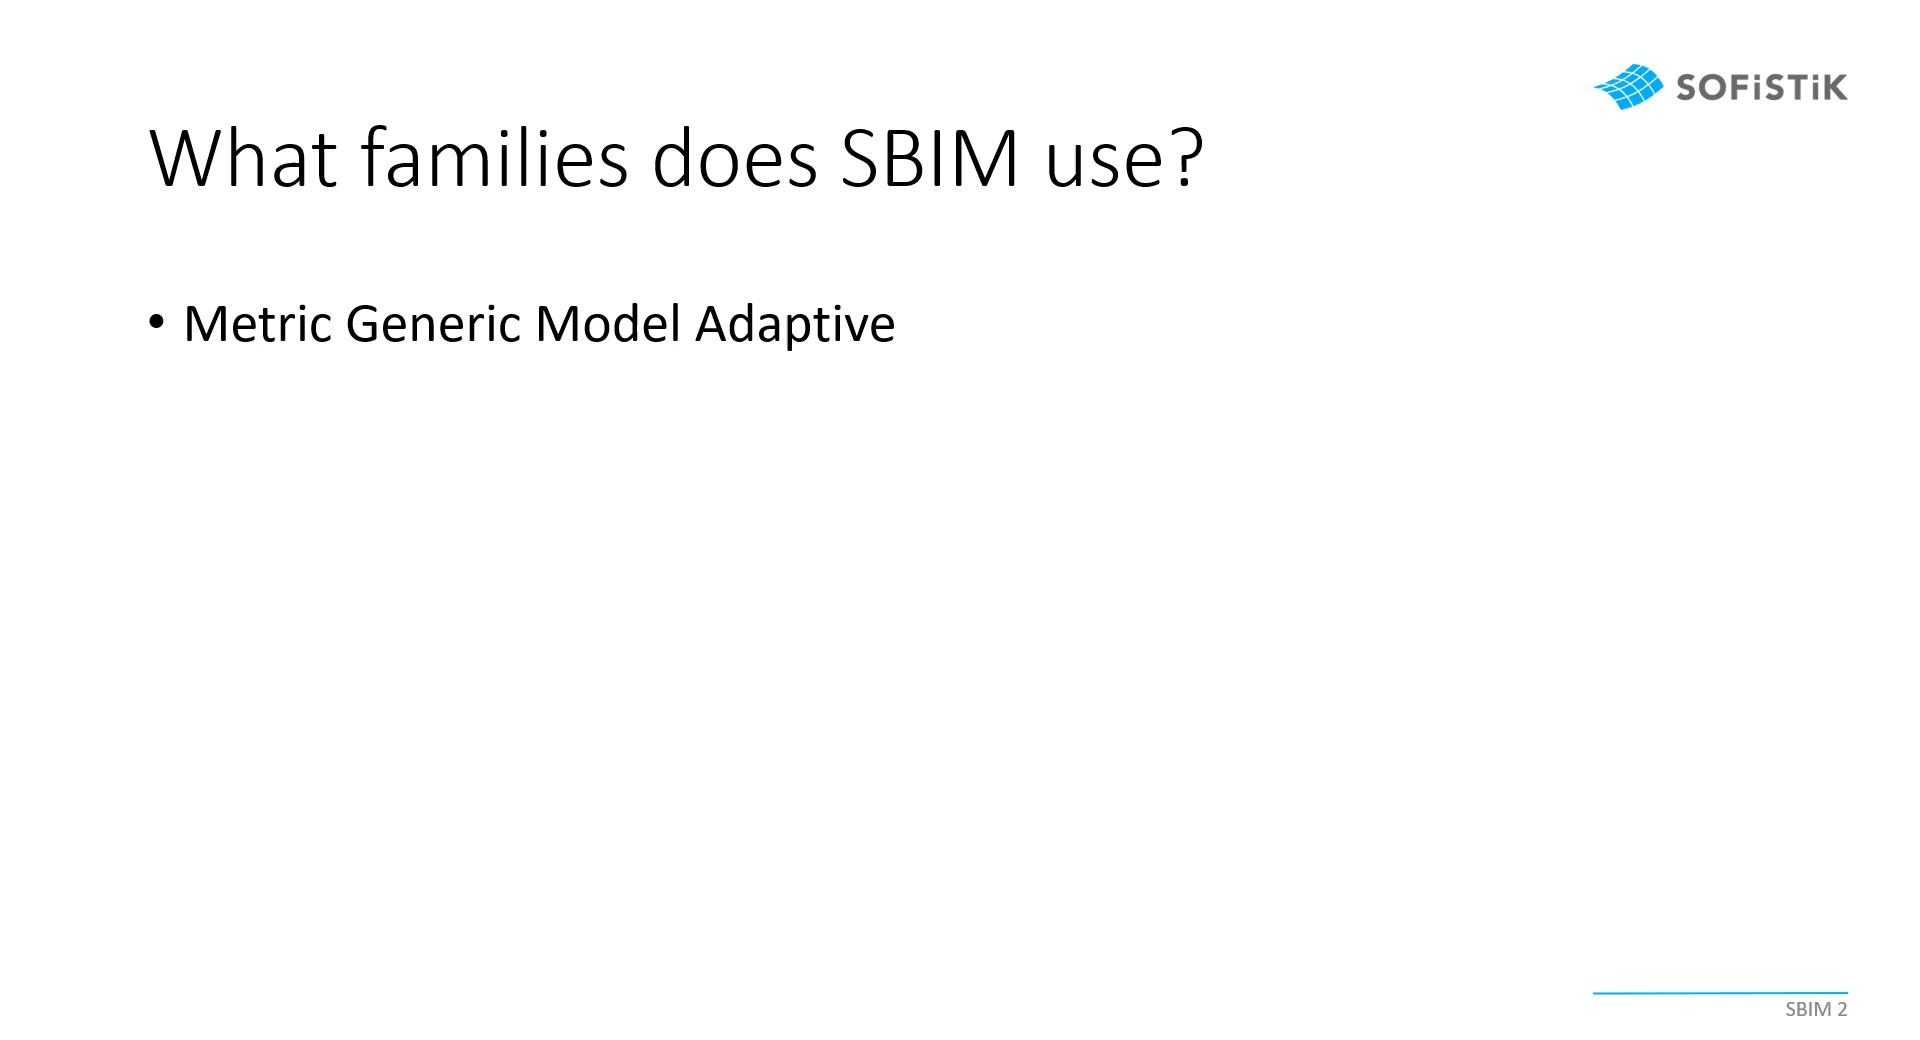 SOFiSTiK
What families does SBIM use?
• Metric Generic Model Adaptive
SBIM 2